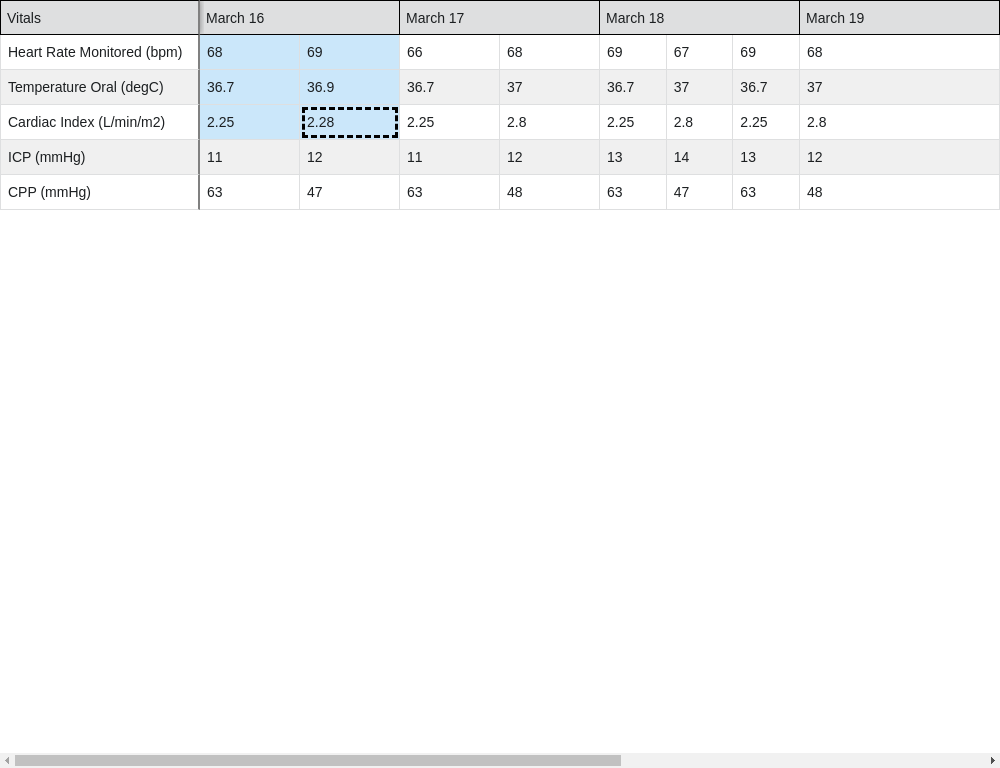 Vitals March 16 March 17 March 18 March 19
Heart Rate Monitored (bpm) 68 69 66 68 69 67 69 68
Temperature Oral (degC) 36.7 36.9 36.7 37 36.7 37 36.7 37
Cardiac Index (L/min/m2) 2.25 2.28 2.25 2.8 2.25 2.8 2.25 2.8
ICP (mmHg) 11 12 11 12 13 14 13 12
CPP (mmHg) 63 47 63 48 63 47 63 48